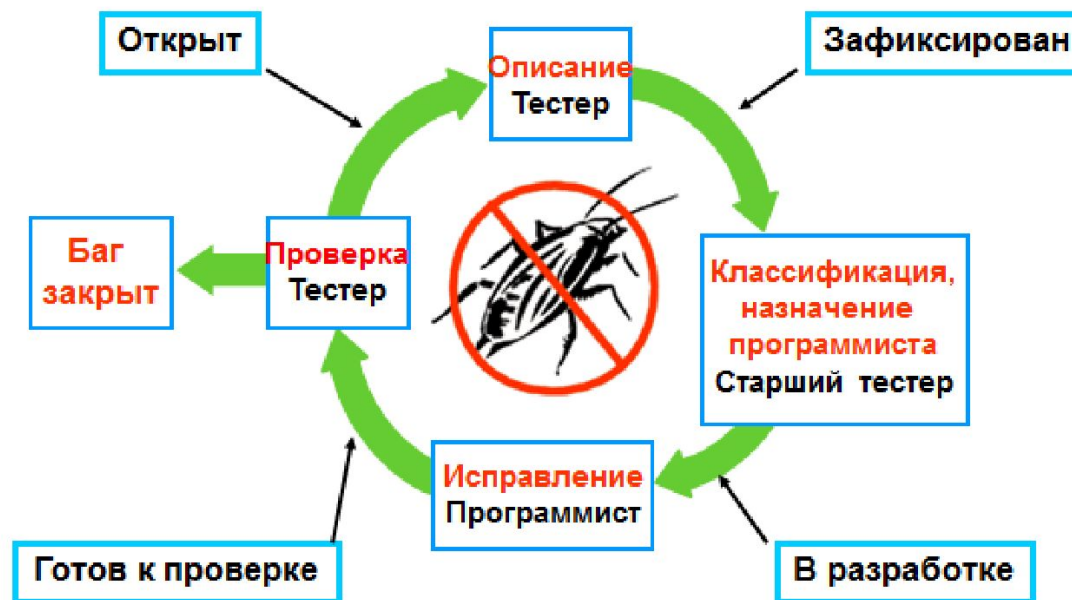 Открыт
Описание
Тестер
Зафиксирован
Баг
закрыт
Проверка
Тестер
Классификация,
назначение
программиста
Старший тестер
Исправление
Программист
Готов к проверке
В разработке